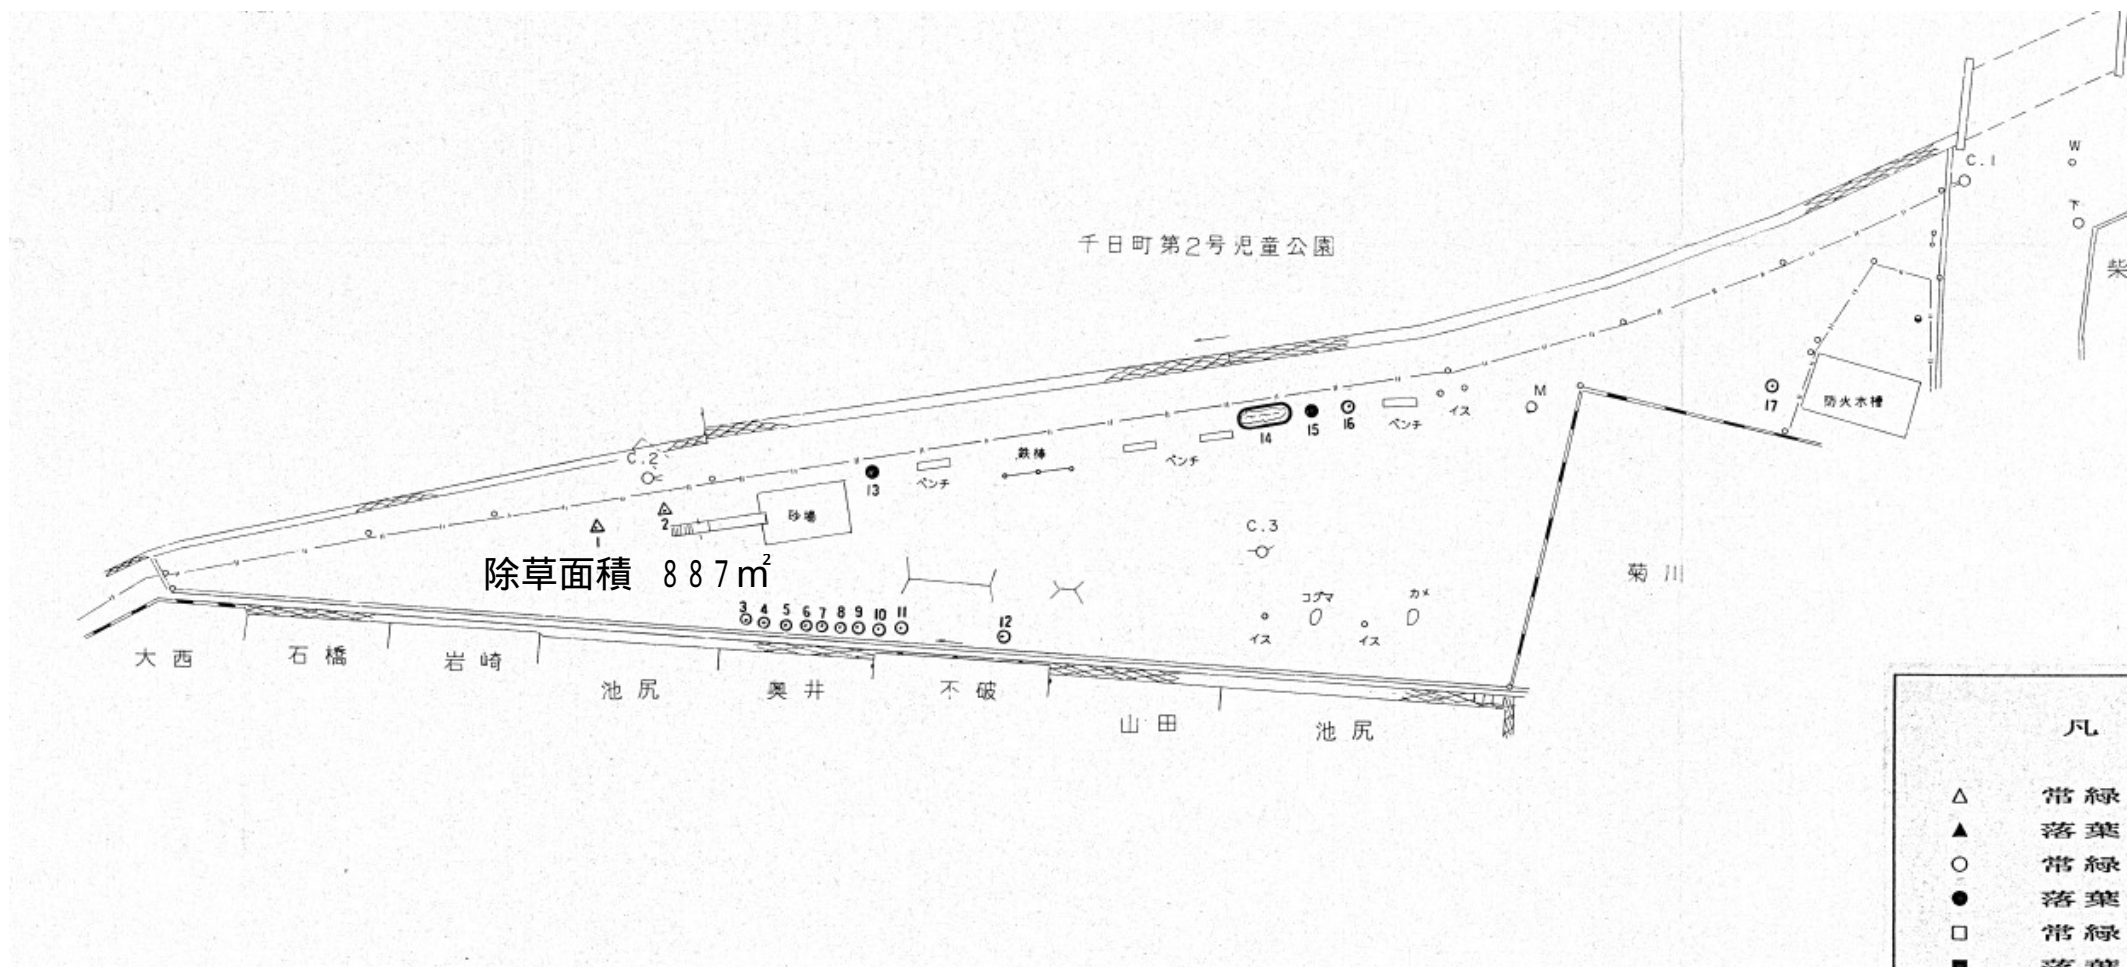 C.1
W
下
柴
千日町第2号児童公園
M
イス
ベンチ
16
15
14
17
防火水槽
ベンチ
鉄棒
ベンチ
13
C.2
砂場
2
1
除草面積 887㎡
C.3
菊川
コグマ
カメ
イス
イス
3
4
5
6
7
8
9
10
11
12
大西
石橋
岩崎
池尻
奥井
不破
山田
池尻
凡
△ 常緑
▲ 落葉
○ 常緑
● 落葉
□ 常緑
■ 落葉